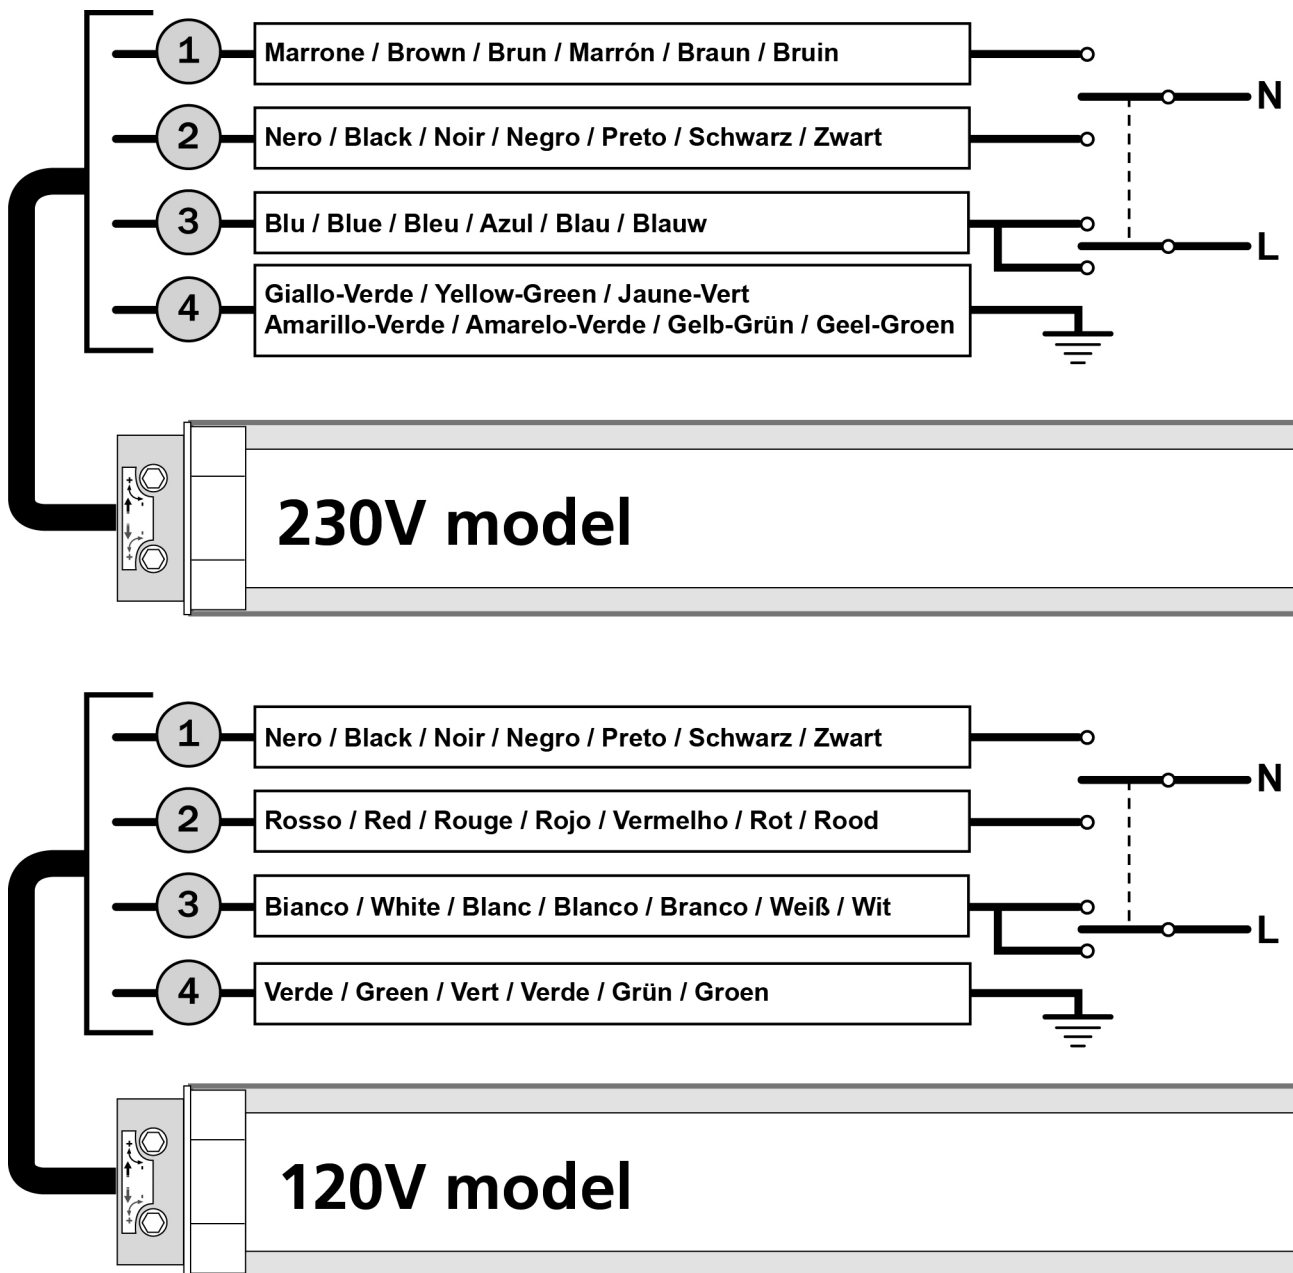 1 Marrone / Brown / Brun / Marrón / Braun / Bruin
N
2 Nero / Black / Noir / Negro / Preto / Schwarz / Zwart
3 Blu / Blue / Bleu / Azul / Blau / Blauw
L
4 Giallo-Verde / Yellow-Green / Jaune-Vert
Amarillo-Verde / Amarelo-Verde / Gelb-Grün / Geel-Groen
+ -
+ -
230V model
1 Nero / Black / Noir / Negro / Preto / Schwarz / Zwart
N
2 Rosso / Red / Rouge / Rojo / Vermelho / Rot / Rood
3 Bianco / White / Blanc / Blanco / Branco / Weiß / Wit
L
4 Verde / Green / Vert / Verde / Grün / Groen
+ -
+ -
120V model